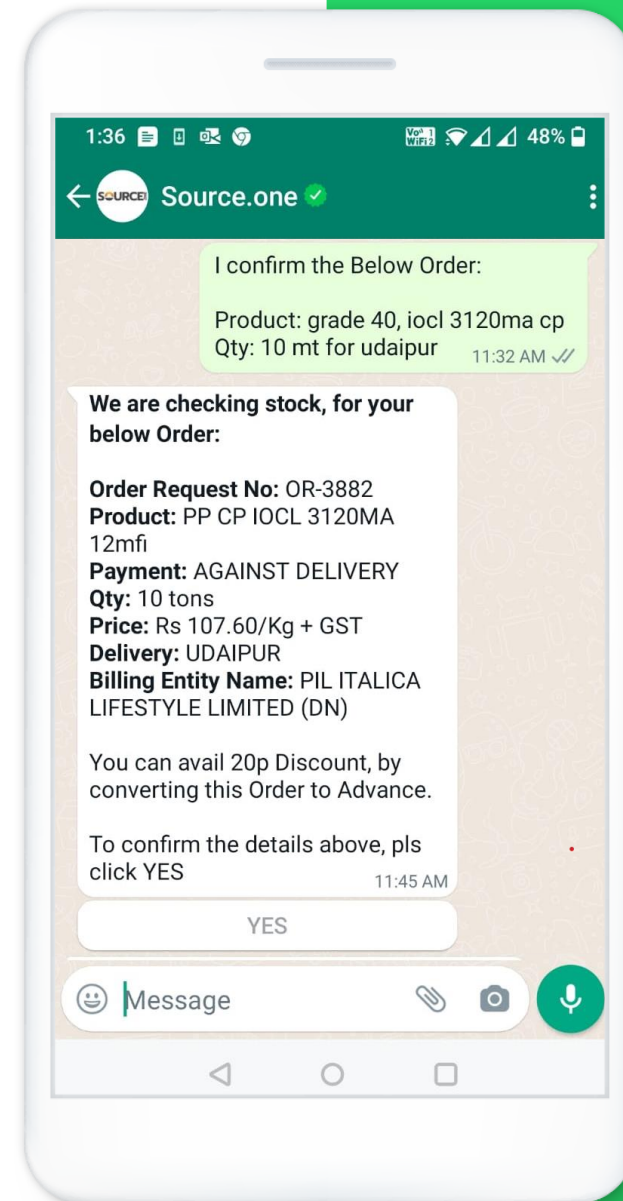 1:36
Vo) 1
WiFi2
48%
SOURCE
Source.one
I confirm the Below Order:
Product: grade 40, iocl 3120ma cp
Qty: 10 mt for udaipur
11:32 AM
We are checking stock, for your
below Order:
Order Request No: OR-3882
Product: PP CP IOCL 3120MA
12mfi
Payment: AGAINST DELIVERY
Qty: 10 tons
Price: Rs 107.60/Kg + GST
Delivery: UDAIPUR
Billing Entity Name: PIL ITALICA
LIFESTYLE LIMITED (DN)
You can avail 20p Discount, by
converting this Order to Advance.
To confirm the details above, pls
click YES
11:45 AM
YES
Message